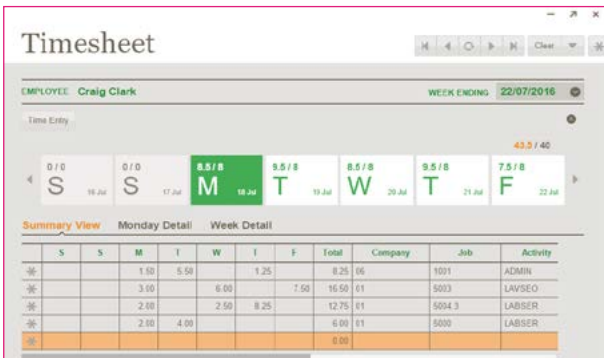 Timesheet
Clear
EMPLOYEE Craig Clark WEEK ENDING 22/07/2016
Time Entry
43.5 / 40
0 / 0 0 / 0 8.5 / 8 9.5 / 8 8.5 / 8 9.5 / 8 7.5 / 8
S 16 Jul S 17 Jul M 18 Jul T 19 Jul W 20 Jul T 21 Jul F 22 Jul
Summary View Monday Detail Week Detail
S S M T W T F Total Company Job Activity
1.50 5.50 1.25 8.25 06 1001 ADMIN
3.00 6.00 7.50 16.50 01 5003 LAVSEO
2.00 2.50 8.25 12.75 01 5004.3 LABSER
2.00 4.00 6.00 01 5000 LABSER
0.00